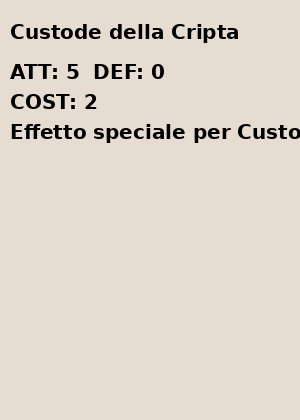 Custode della Cripta
ATT: 5  DEF: 0
COST: 2
Effetto speciale per Custo